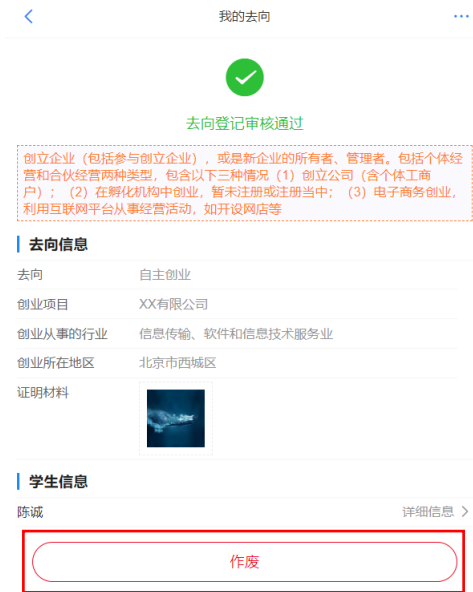 我的去向
去向登记审核通过
创立企业（包括参与创立企业），或是新企业的所有者、管理者。包括个体经
营和合伙经营两种类型，包含以下三种情况（1）创立公司（含个体工商
户）；（2）在孵化机构中创业，暂未注册或注册当中；（3）电子商务创业，
利用互联网平台从事经营活动，如开设网店等
去向信息
去向 自主创业
创业项目 XX有限公司
创业从事的行业 信息传输、软件和信息技术服务业
创业所在地区 北京市西城区
证明材料
学生信息
陈诚 详细信息
作废